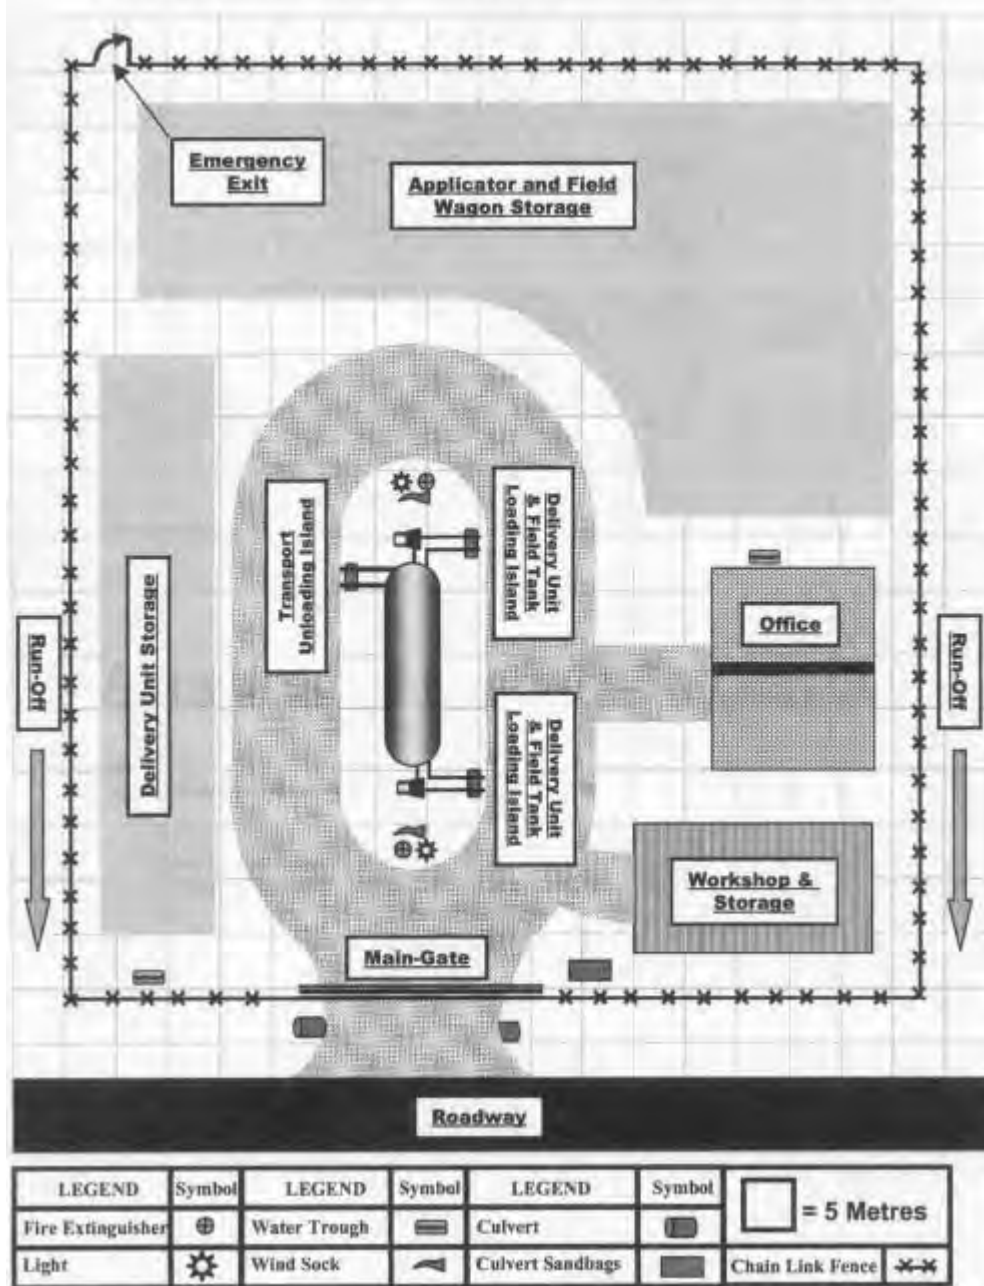 Emergency
Exit
Applicator and Field
Wagon Storage
Transport
Unloading Island
Delivery Unit
& Field Tank
Loading Island
Office
Run-Off
Delivery Unit Storage
Run-Off
Delivery Unit
& Field Tank
Loading Island
Workshop &
Storage
Main-Gate
Roadway
LEGEND Symbol LEGEND Symbol LEGEND Symbol
= 5 Metres
Fire Extinguisher Water Trough Culvert
Light Wind Sock Culvert Sandbags Chain Link Fence